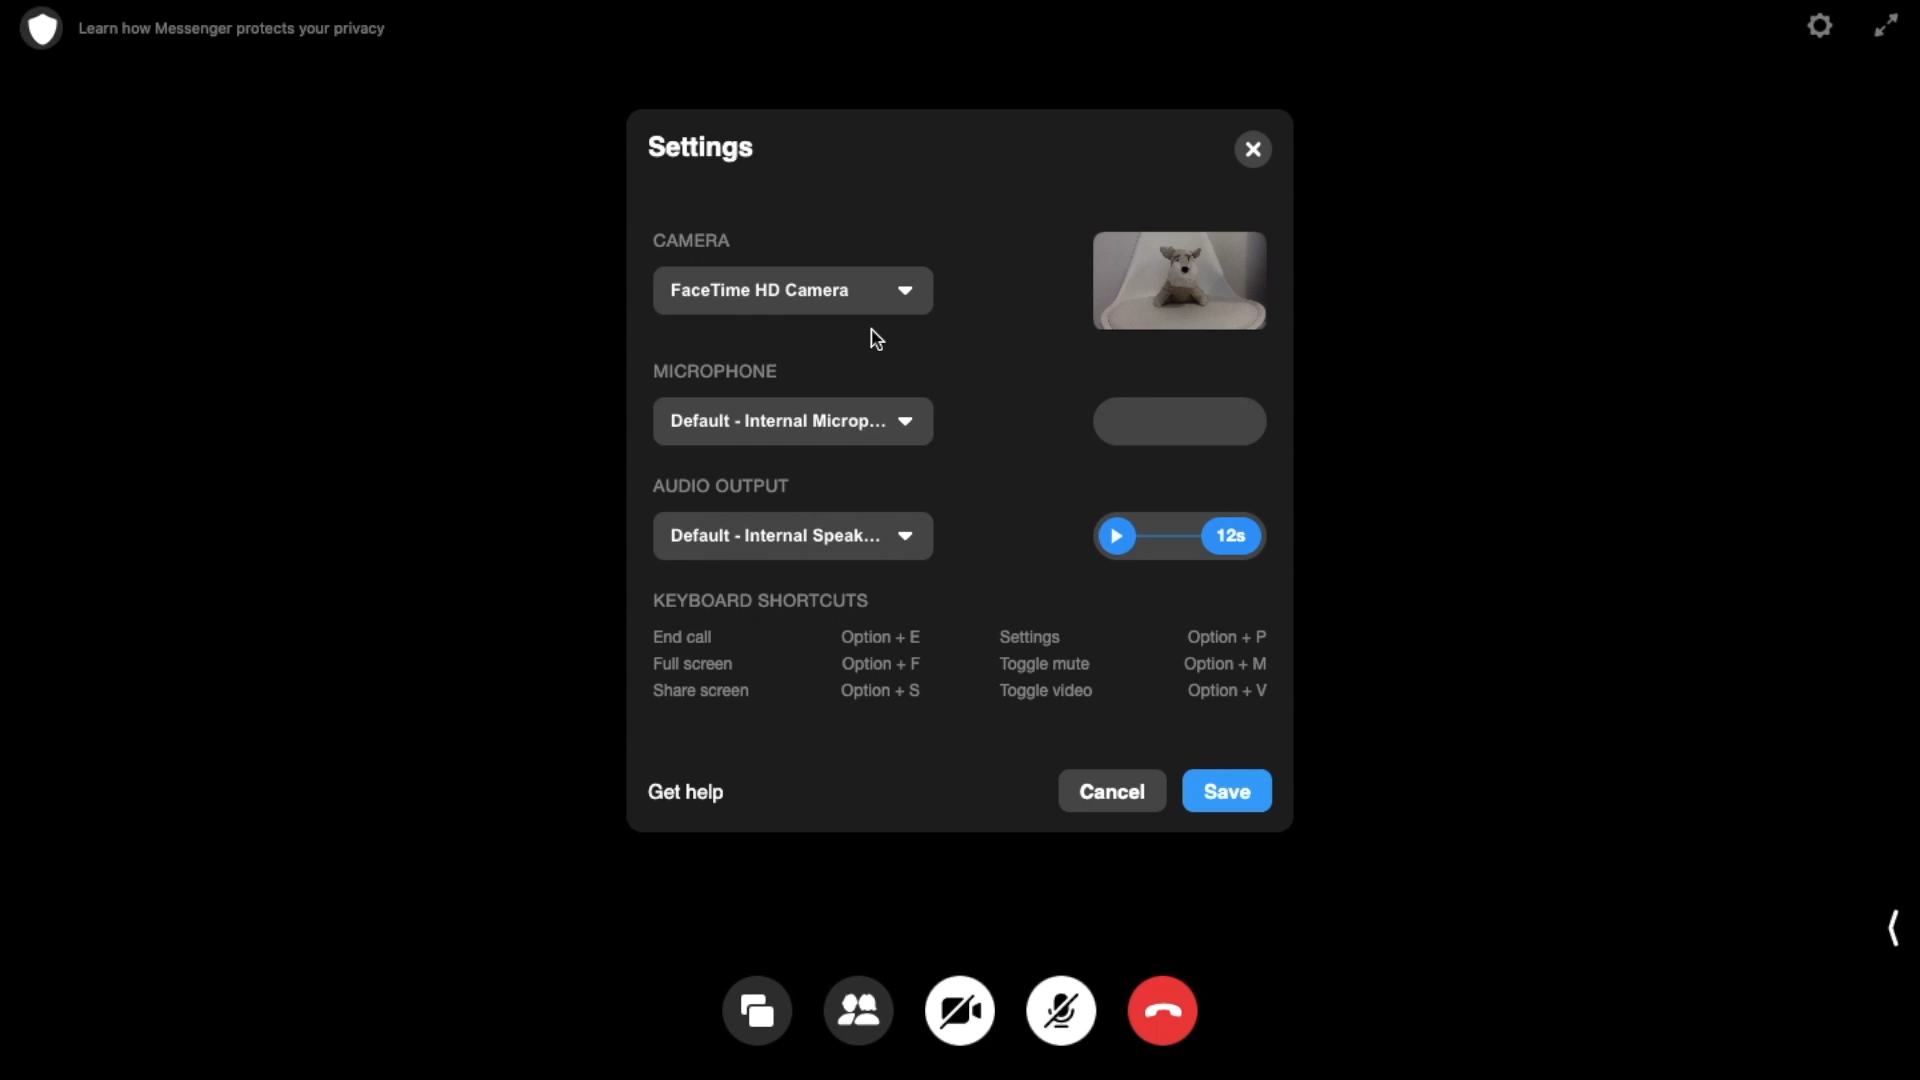 Learn how Messenger protects your privacy
Settings
CAMERA
FaceTime HD Camera
MICROPHONE
Default - Internal Microp...
AUDIO OUTPUT
Default - Internal Speak...
12s
KEYBOARD SHORTCUTS
End call Option + E Settings Option + P
Full screen Option + F Toggle mute Option + M
Share screen Option + S Toggle video Option + V
Get help Cancel Save